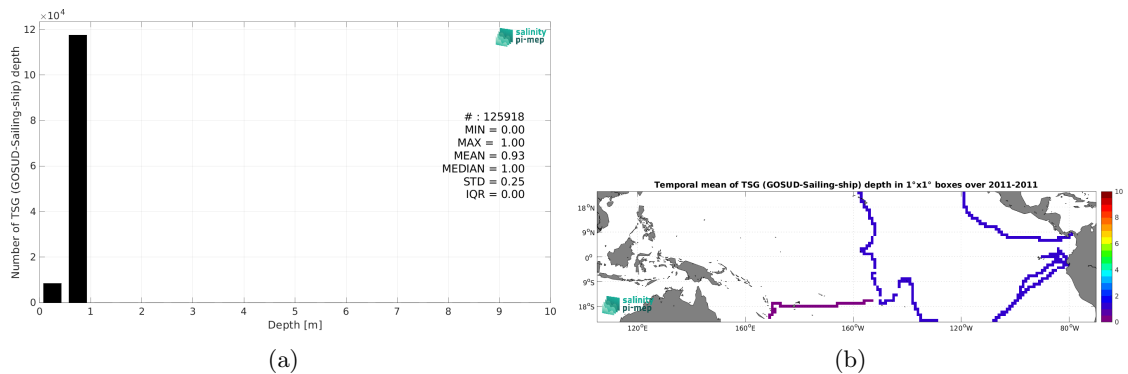 ×10⁴
12
10
8
6
4
2
0
Number of TSG (GOSUD-Sailing-ship) depth
salinity
pi-mep
# : 125918
MIN = 0.00
MAX = 1.00
MEAN = 0.93
MEDIAN = 1.00
STD = 0.25
IQR = 0.00
0 1 2 3 4 5 6 7 8 9 10
Depth [m]
(a)
Temporal mean of TSG (GOSUD-Sailing-ship) depth in 1°x1° boxes over 2011-2011
18°N
9°N
0°
9°S
18°S
salinity
pi-mep
120°E 160°E 160°W 120°W 80°W
10
8
6
4
2
0
(b)